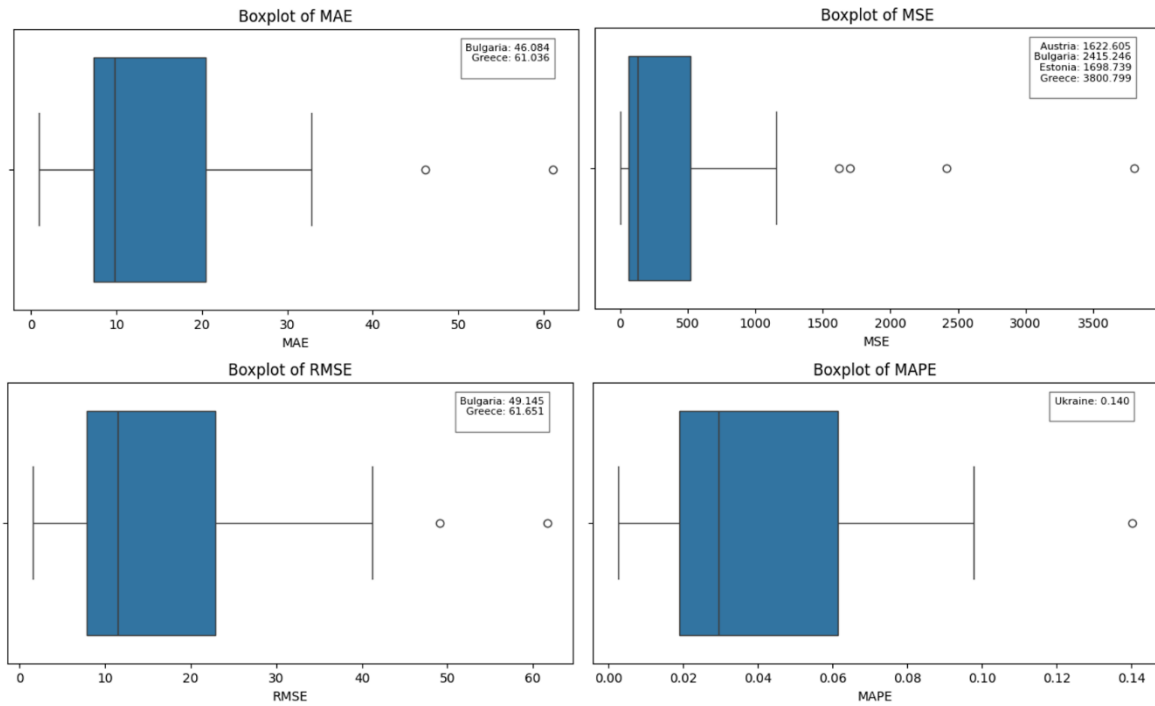 Boxplot of MAE
Bulgaria: 46.084
Greece: 61.036
0 10 20 30 40 50 60
MAE
Boxplot of MSE
Austria: 1622.605
Bulgaria: 2415.246
Estonia: 1698.739
Greece: 3800.799
0 500 1000 1500 2000 2500 3000 3500
MSE
Boxplot of RMSE
Bulgaria: 49.145
Greece: 61.651
0 10 20 30 40 50 60
RMSE
Boxplot of MAPE
Ukraine: 0.140
0.00 0.02 0.04 0.06 0.08 0.10 0.12 0.14
MAPE